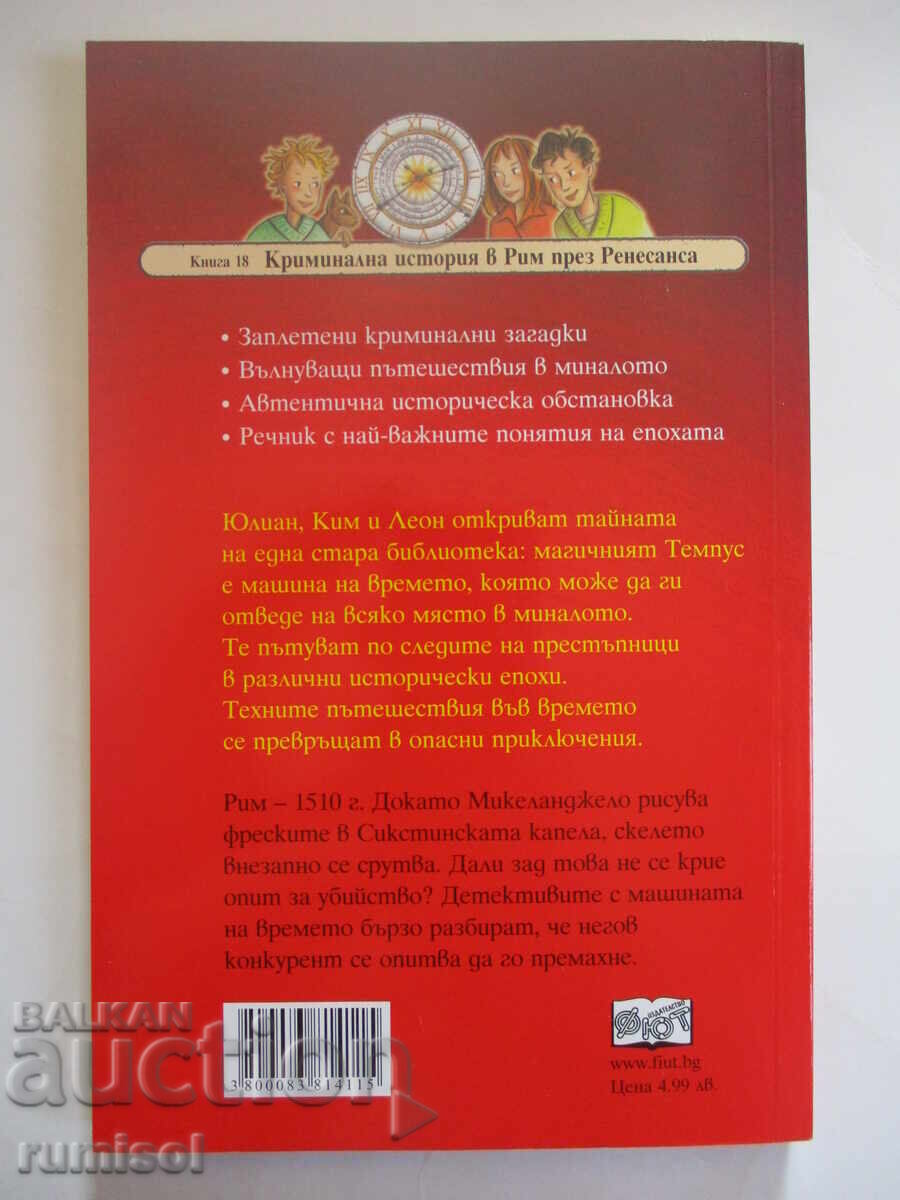 Книга 18 Криминална история в Рим през Ренесанса
• Заплетени криминални загадки
• Вълнуващи пътешествия в миналото
• Автентична историческа обстановка
• Речник с най-важните понятия на епохата
Юлиан, Ким и Леон откриват тайната
на една стара библиотека: магичният Темпус
е машина на времето, която може да ги
отведе на всяко място в миналото.
Те пътуват по следите на престъпници
в различни исторически епохи.
Техните пътешествия във времето
се превръщат в опасни приключения.
Рим – 1510 г. Докато Микеланджело рисува
фреските в Сикстинската капела, скелето
внезапно се срутва. Дали зад това не се крие
опит за убийство? Детективите с машината
на времето бързо разбират, че негов
конкурент се опитва да го премахне.
3 800083 814115
ИЗДАТЕЛСТВО
ФЮТ
www.fiut.bg
Цена 4.99 лв.
BALKAN
auction
rumisol